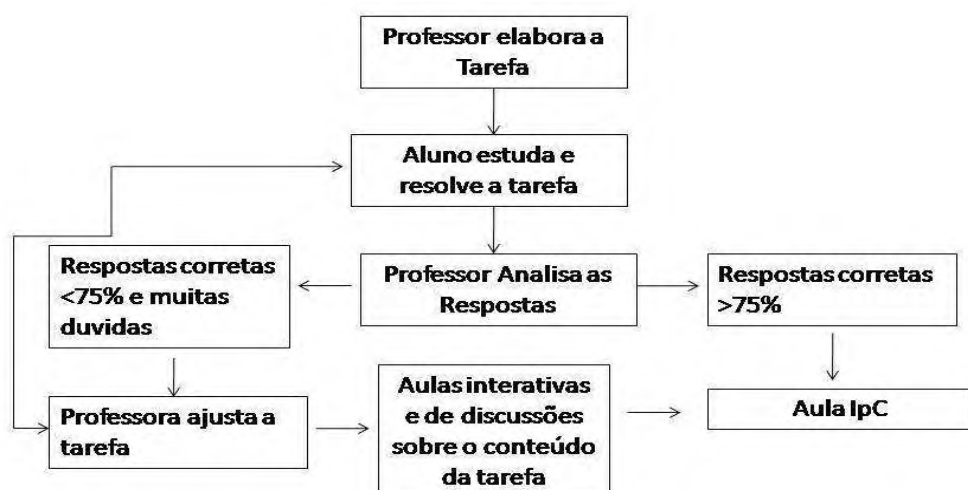 Professor elabora a
Tarefa
Aluno estuda e
resolve a tarefa
Respostas corretas
<75% e muitas
duvidas
Professor Analisa as
Respostas
Respostas corretas
>75%
Professora ajusta a
tarefa
Aulas interativas
e de discussões
sobre o conteúdo
da tarefa
Aula IpC